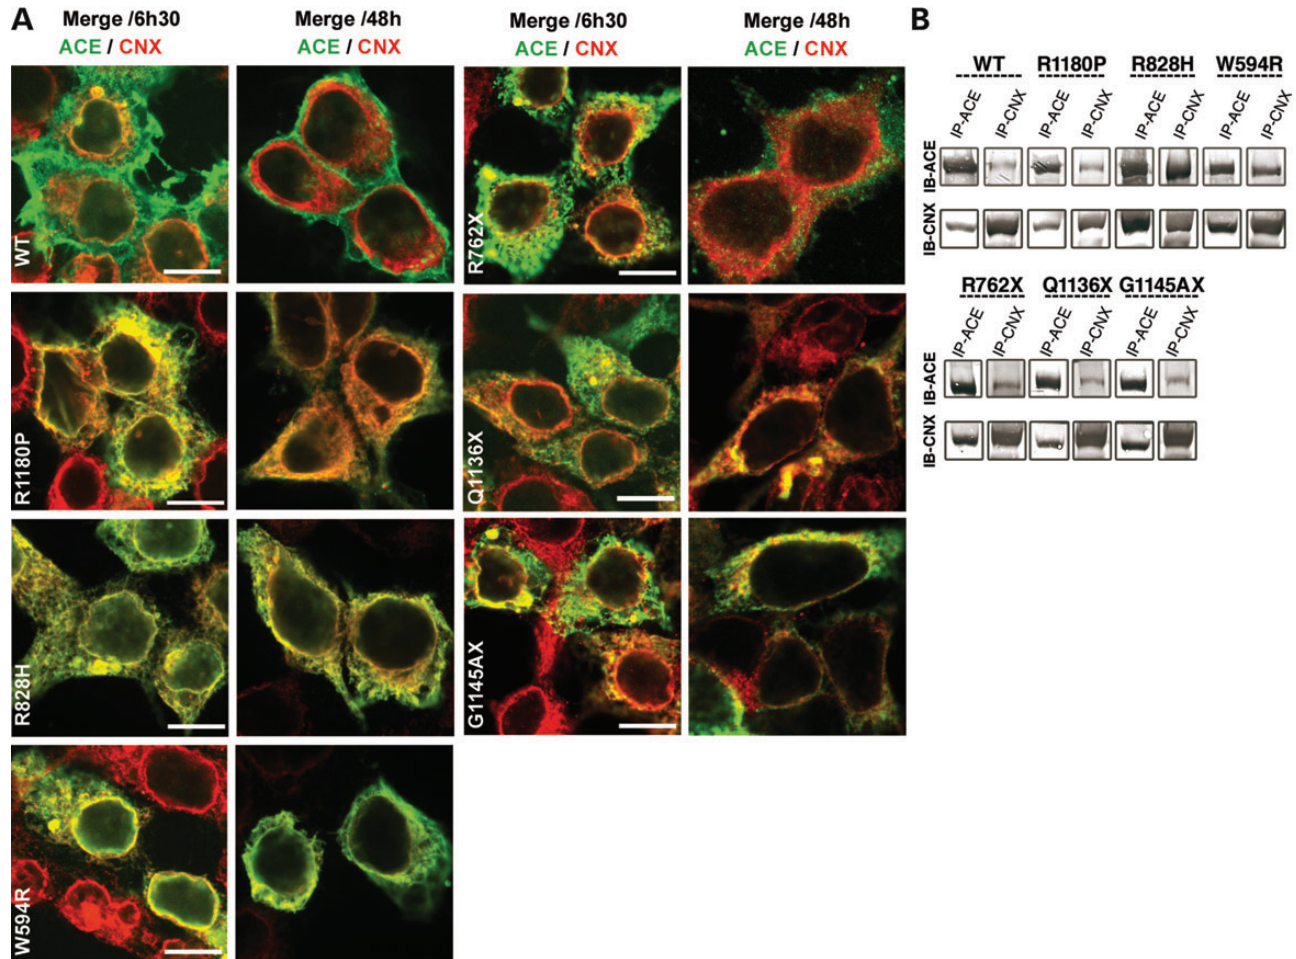 A
Merge /6h30
Merge /48h
Merge /6h30
Merge /48h
ACE / CNX
ACE / CNX
ACE / CNX
ACE / CNX
WT
R762X
R1180P
Q1136X
R828H
G1145AX
W594R
B
WT
R1180P
R828H
W594R
IP-ACE
IP-CNX
IP-ACE
IP-CNX
IP-ACE
IP-CNX
IP-ACE
IP-CNX
IB-ACE
IB-CNX
R762X
Q1136X
G1145AX
IP-ACE
IP-CNX
IP-ACE
IP-CNX
IP-ACE
IP-CNX
IB-ACE
IB-CNX